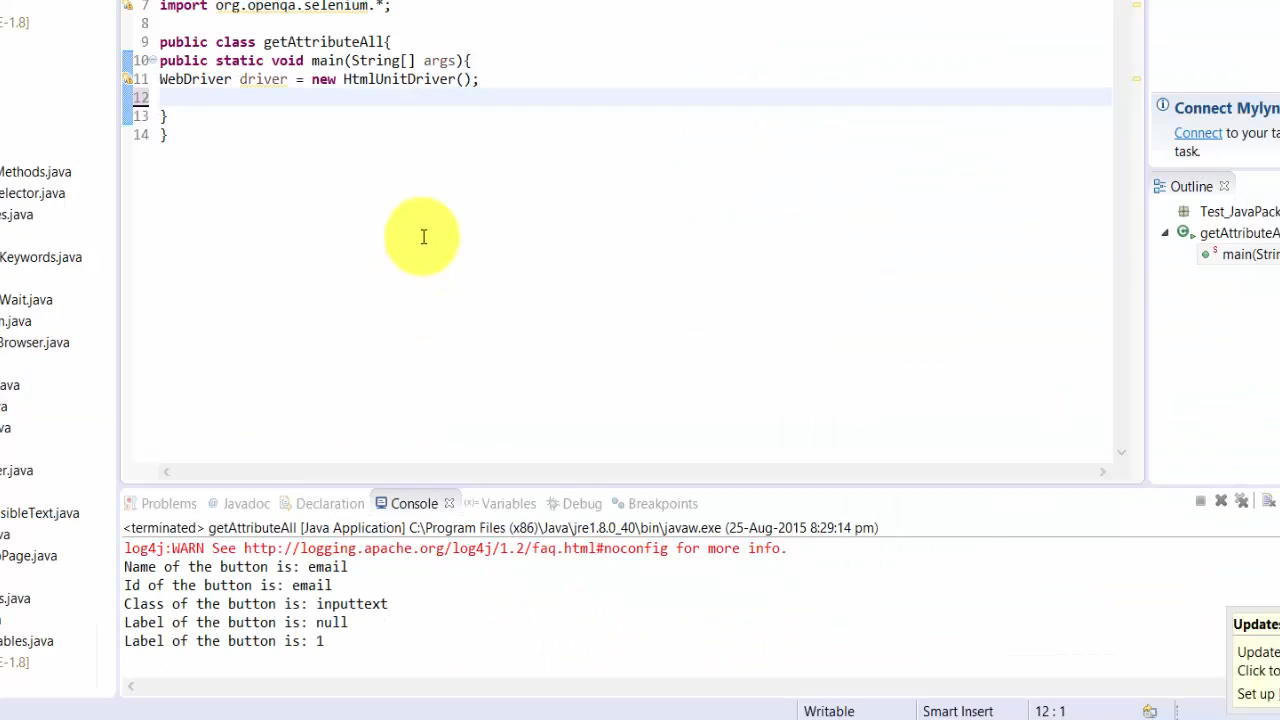 E-1.8]
Methods.java
elector.java
es.java
Keywords.java
Wait.java
n.java
Browser.java
ava
a
va
er.java
sibleText.java
va
oPage.java
s.java
a
ables.java
E-1.8]
7 import org.openqa.selenium.*;
8
9 public class getAttributeAll{
10 public static void main(String[] args){
11 WebDriver driver = new HtmlUnitDriver();
12
13 }
14 }
Connect Mylyn
Connect to your ta
task.
Outline
Test_JavaPack
getAttributeA
main(Strin
Problems @ Javadoc Declaration Console (x)= Variables Debug Breakpoints
<terminated> getAttributeAll [Java Application] C:\Program Files (x86)\Java\jre1.8.0_40\bin\javaw.exe (25-Aug-2015 8:29:14 pm)
log4j:WARN See http://logging.apache.org/log4j/1.2/faq.html#noconfig for more info.
Name of the button is: email
Id of the button is: email
Class of the button is: inputtext
Label of the button is: null
Label of the button is: 1
Updates
Update
Click to
Set up
Writable Smart Insert 12 : 1